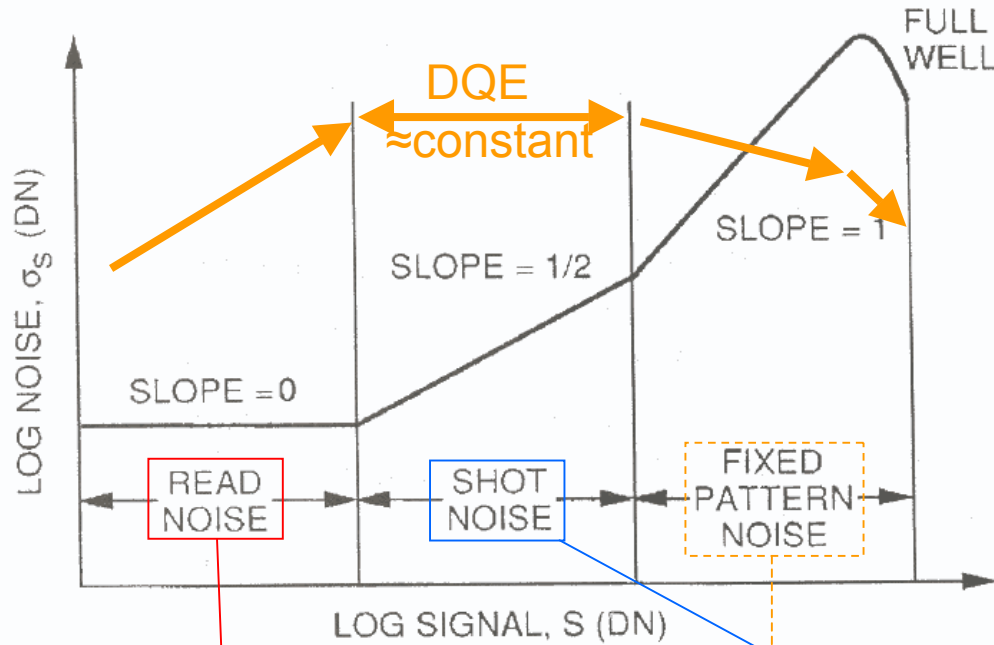 FULL
WELL
DQE
≈constant
LOG NOISE, σS (DN)
SLOPE = 1
SLOPE = 1/2
SLOPE = 0
READ
NOISE
SHOT
NOISE
FIXED
PATTERN
NOISE
LOG SIGNAL, S (DN)